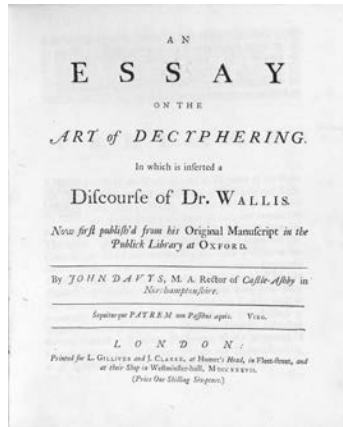 AN
ESSAY
ON THE
ART of DECYPHERING.
In which is inſerted a
Diſcourſe of Dr. WALLIS.
Now firſt publiſh'd from his Original Manuſcript in the
Publick Library at OXFORD.
By JOHN DAVYS, M. A. Rector of Caſtle-Aſhby in
Northamptonſhire.
Sequiturque PATREM non Paſſibus æquis. VIRG.
LONDON:
Printed for L. GILLIVER and J. CLARKE, at Homer's Head, in Fleet-ſtreet, and
at their Shop in Weſtminſter-hall, MDCCXXXVII.
(Price One Shilling Sixpence.)